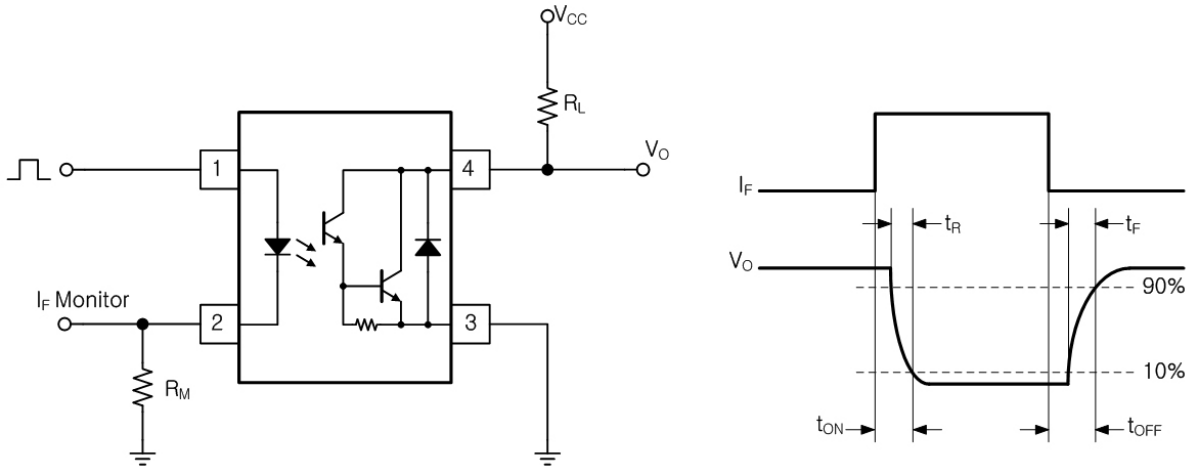 VCC
RL
1
4
VO
IF Monitor
2
3
RM
IF
tR
tF
VO
90%
10%
tON
tOFF